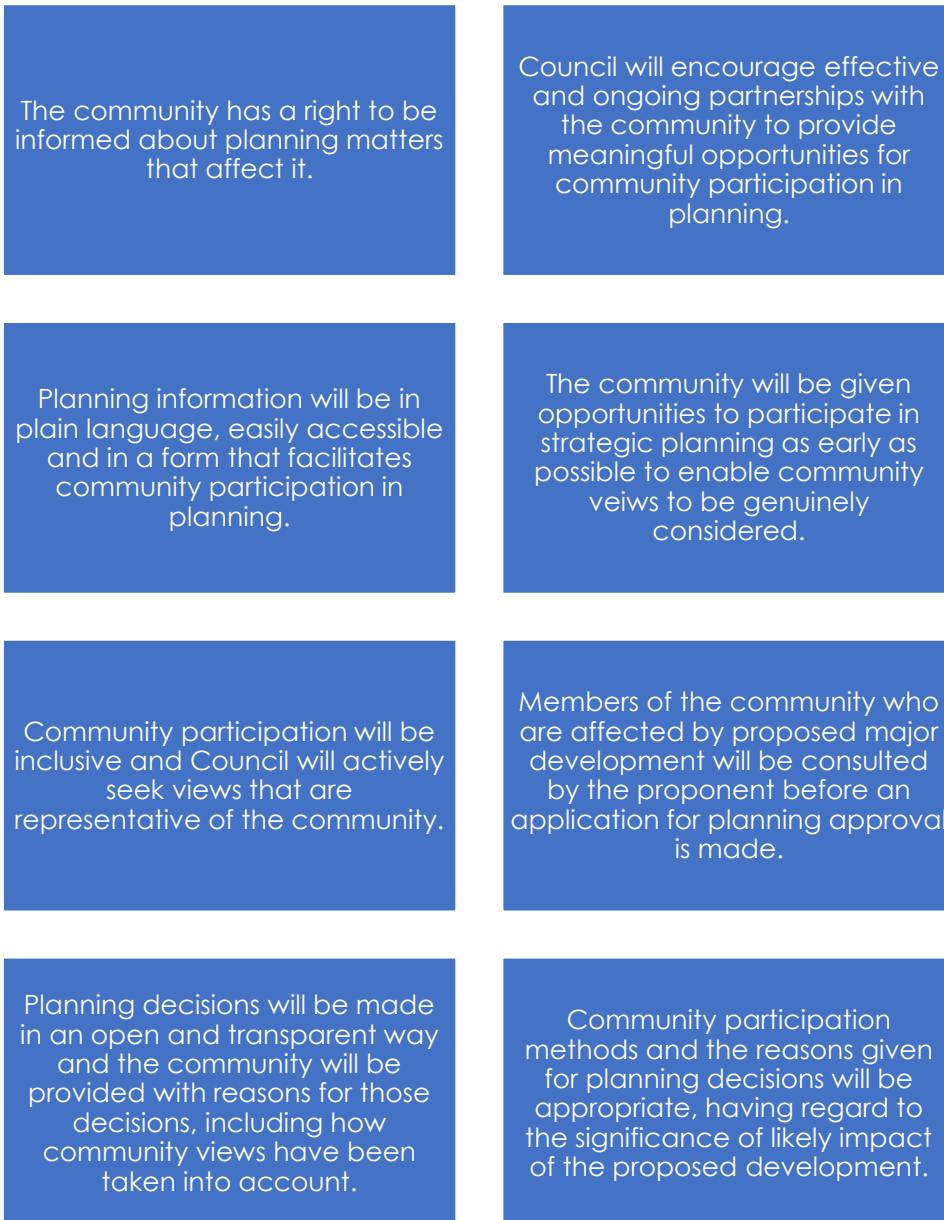 The community has a right to be
informed about planning matters
that affect it.
Council will encourage effective
and ongoing partnerships with
the community to provide
meaningful opportunities for
community participation in
planning.
Planning information will be in
plain language, easily accessible
and in a form that facilitates
community participation in
planning.
The community will be given
opportunities to participate in
strategic planning as early as
possible to enable community
veiws to be genuinely
considered.
Community participation will be
inclusive and Council will actively
seek views that are
representative of the community.
Members of the community who
are affected by proposed major
development will be consulted
by the proponent before an
application for planning approval
is made.
Planning decisions will be made
in an open and transparent way
and the community will be
provided with reasons for those
decisions, including how
community views have been
taken into account.
Community participation
methods and the reasons given
for planning decisions will be
appropriate, having regard to
the significance of likely impact
of the proposed development.